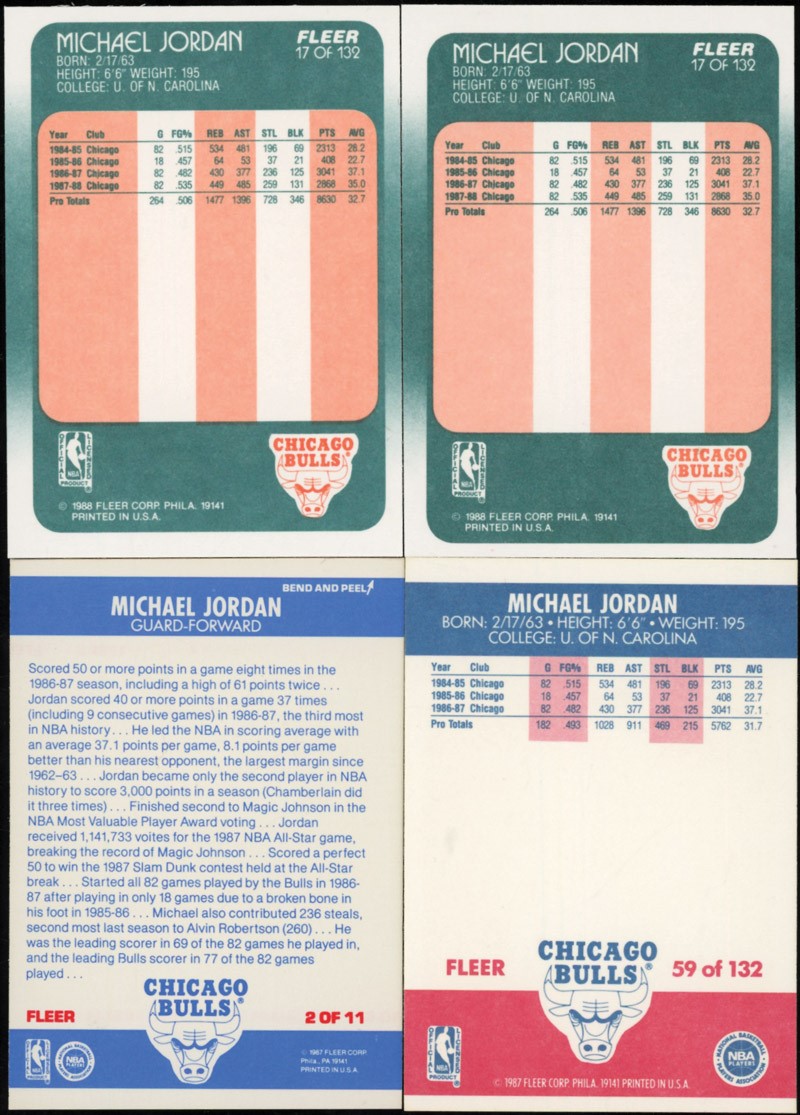 MICHAEL JORDAN
FLEER
17 OF 132
BORN: 2/17/63
HEIGHT: 6'6" WEIGHT: 195
COLLEGE: U. OF N. CAROLINA
Year Club G FG% REB AST STL BLK PTS AVG
1984-85 Chicago 82 .515 534 481 196 69 2313 28.2
1985-86 Chicago 18 .457 64 53 37 21 408 22.7
1986-87 Chicago 82 .482 430 377 236 125 3041 37.1
1987-88 Chicago 82 .535 449 485 259 131 2868 35.0
Pro Totals 264 .506 1477 1396 728 346 8630 32.7
OFFICIAL LICENSED
NBA
PRODUCT
CHICAGO
BULLS
© 1988 FLEER CORP. PHILA. 19141
PRINTED IN U.S.A.
MICHAEL JORDAN
FLEER
17 OF 132
BORN: 2/17/63
HEIGHT: 6'6" WEIGHT: 195
COLLEGE: U. OF N. CAROLINA
Year Club G FG% REB AST STL BLK PTS AVG
1984-85 Chicago 82 .515 534 481 196 69 2313 28.2
1985-86 Chicago 18 .457 64 53 37 21 408 22.7
1986-87 Chicago 82 .482 430 377 236 125 3041 37.1
1987-88 Chicago 82 .535 449 485 259 131 2868 35.0
Pro Totals 264 .506 1477 1396 728 346 8630 32.7
OFFICIAL LICENSED
NBA
PRODUCT
CHICAGO
BULLS®
© 1988 FLEER CORP. PHILA. 19141
PRINTED IN U.S.A.
BEND AND PEEL
MICHAEL JORDAN
GUARD-FORWARD
Scored 50 or more points in a game eight times in the
1986-87 season, including a high of 61 points twice . . .
Jordan scored 40 or more points in a game 37 times
(including 9 consecutive games) in 1986-87, the third most
in NBA history . . . He led the NBA in scoring average with
an average 37.1 points per game, 8.1 points per game
better than his nearest opponent, the largest margin since
1962–63 . . . Jordan became only the second player in NBA
history to score 3,000 points in a season (Chamberlain did
it three times) . . . Finished second to Magic Johnson in the
NBA Most Valuable Player Award voting . . . Jordan
received 1,141,733 voites for the 1987 NBA All-Star game,
breaking the record of Magic Johnson . . . Scored a perfect
50 to win the 1987 Slam Dunk contest held at the All-Star
break . . . Started all 82 games played by the Bulls in 1986-
87 after playing in only 18 games due to a broken bone in
his foot in 1985-86 . . . Michael also contributed 236 steals,
second most last season to Alvin Robertson (260) . . . He
was the leading scorer in 69 of the 82 games he played in,
and the leading Bulls scorer in 77 of the 82 games
played . . .
CHICAGO
BULLS®
FLEER
2 OF 11
NBA
PLAYERS
© 1987 FLEER CORP.
Phila., PA 19141
PRINTED IN U.S.A.
MICHAEL JORDAN
BORN: 2/17/63 • HEIGHT: 6'6" • WEIGHT: 195
COLLEGE: U. OF N. CAROLINA
Year Club G FG% REB AST STL BLK PTS AVG
1984-85 Chicago 82 .515 534 481 196 69 2313 28.2
1985-86 Chicago 18 .457 64 53 37 21 408 22.7
1986-87 Chicago 82 .482 430 377 236 125 3041 37.1
Pro Totals 182 .493 1028 911 469 215 5762 31.7
CHICAGO
BULLS®
FLEER
59 of 132
OFFICIAL LICENSED
NBA
PRODUCT
NATIONAL BASKETBALL
NBA
PLAYERS
PLAYERS ASSOCIATION
© 1987 FLEER CORP. PHILA. 19141 PRINTED IN U.S.A.